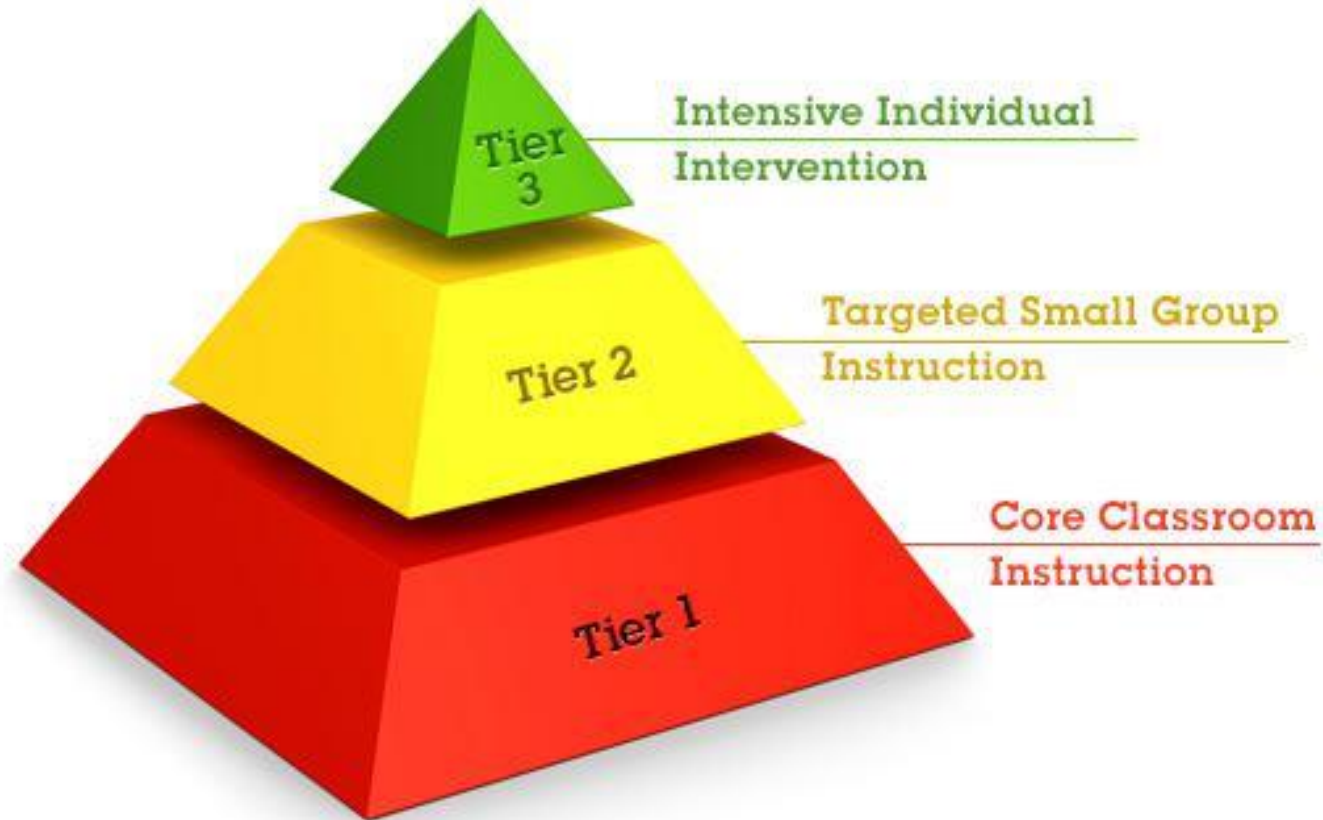 Tier
3
Intensive Individual
Intervention
Tier 2
Targeted Small Group
Instruction
Tier 1
Core Classroom
Instruction